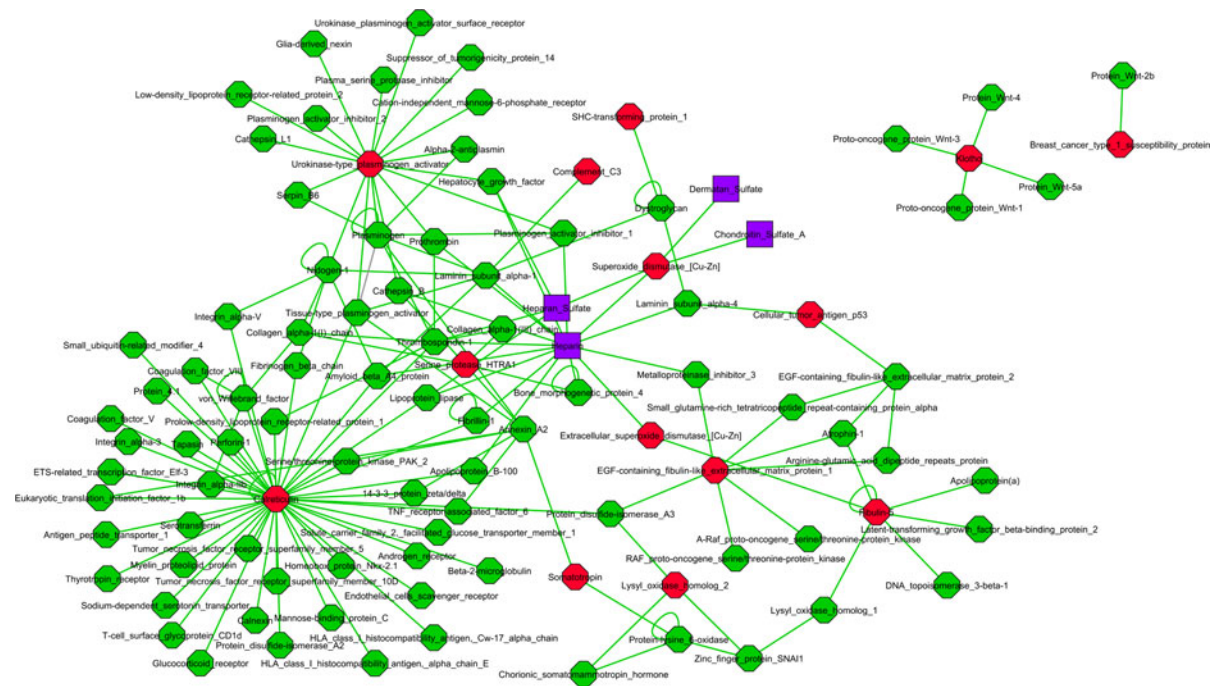 Urokinase_plasminogen_activator_surface_receptor
Glia-derived_nexin
Suppressor_of_tumorigenicity_protein_14
Plasma_serine_protease_inhibitor
Low-density_lipoprotein_receptor-related_protein_2
Cation-independent_mannose-6-phosphate_receptor
Plasminogen_activator_inhibitor_2
Cathepsin_L1
Alpha-2-antiplasmin
Urokinase-type_plasminogen_activator
Hepatocyte_growth_factor
Serpin_B6
Complement_C3
SHC-transforming_protein_1
Protein_Wnt-2b
Protein_Wnt-4
Proto-oncogene_protein_Wnt-3
Breast_cancer_type_1_susceptibility_protein
Klotho
Protein_Wnt-5a
Proto-oncogene_protein_Wnt-1
Dermatan_Sulfate
Dystroglycan
Plasminogen
Prothrombin
Plasminogen_activator_inhibitor_1
Chondroitin_Sulfate_A
Nidogen-1
Laminin_subunit_alpha-1
Superoxide_dismutase_[Cu-Zn]
Cathepsin_B
Heparan_Sulfate
Laminin_subunit_alpha-4
Integrin_alpha-V
Tissue-type_plasminogen_activator
Cellular_tumor_antigen_p53
Collagen_alpha-1(I)_chain
Collagen_alpha-1(III)_chain
Thrombospondin-1
Heparin
Small_ubiquitin-related_modifier_4
Fibrinogen_beta_chain
Serine_protease_HTRA1
Coagulation_factor_VIII
Amyloid_beta_A4_protein
Metalloproteinase_inhibitor_3
EGF-containing_fibulin-like_extracellular_matrix_protein_2
Protein_4.1
von_Willebrand_factor
Lipoprotein_lipase
Bone_morphogenetic_protein_4
Small_glutamine-rich_tetratricopeptide_repeat-containing_protein_alpha
Coagulation_factor_V
Prolow-density_lipoprotein_receptor-related_protein_1
Fibrillin-1
Annexin_A2
Atrophin-1
Integrin_alpha-3
Tapasin
Perforin-1
Extracellular_superoxide_dismutase_[Cu-Zn]
Serine/threonine-protein_kinase_PAK_2
Arginine-glutamic_acid_dipeptide_repeats_protein
ETS-related_transcription_factor_Elf-3
Apolipoprotein_B-100
EGF-containing_fibulin-like_extracellular_matrix_protein_1
Apolipoprotein(a)
Integrin_alpha-IIb
Eukaryotic_translation_initiation_factor_1b
Calreticulin
14-3-3_protein_zeta/delta
Fibulin-5
TNF_receptor-associated_factor_6
Protein_disulfide-isomerase_A3
Latent-transforming_growth_factor_beta-binding_protein_2
Serotransferrin
Antigen_peptide_transporter_1
Solute_carrier_family_2,_facilitated_glucose_transporter_member_1
A-Raf_proto-oncogene_serine/threonine-protein_kinase
Tumor_necrosis_factor_receptor_superfamily_member_5
Androgen_receptor
RAF_proto-oncogene_serine/threonine-protein_kinase
Myelin_proteolipid_protein
Homeobox_protein_Nkx-2.1
Beta-2-microglobulin
Thyrotropin_receptor
Tumor_necrosis_factor_receptor_superfamily_member_10D
Somatotropin
Lysyl_oxidase_homolog_2
DNA_topoisomerase_3-beta-1
Endothelial_cells_scavenger_receptor
Sodium-dependent_serotonin_transporter
Lysyl_oxidase_homolog_1
Calnexin
Mannose-binding_protein_C
T-cell_surface_glycoprotein_CD1d
HLA_class_I_histocompatibility_antigen,_Cw-17_alpha_chain
Protein-lysine_6-oxidase
Protein_disulfide-isomerase_A2
Zinc_finger_protein_SNAI1
Glucocorticoid_receptor
HLA_class_I_histocompatibility_antigen,_alpha_chain_E
Chorionic_somatomammotropin_hormone